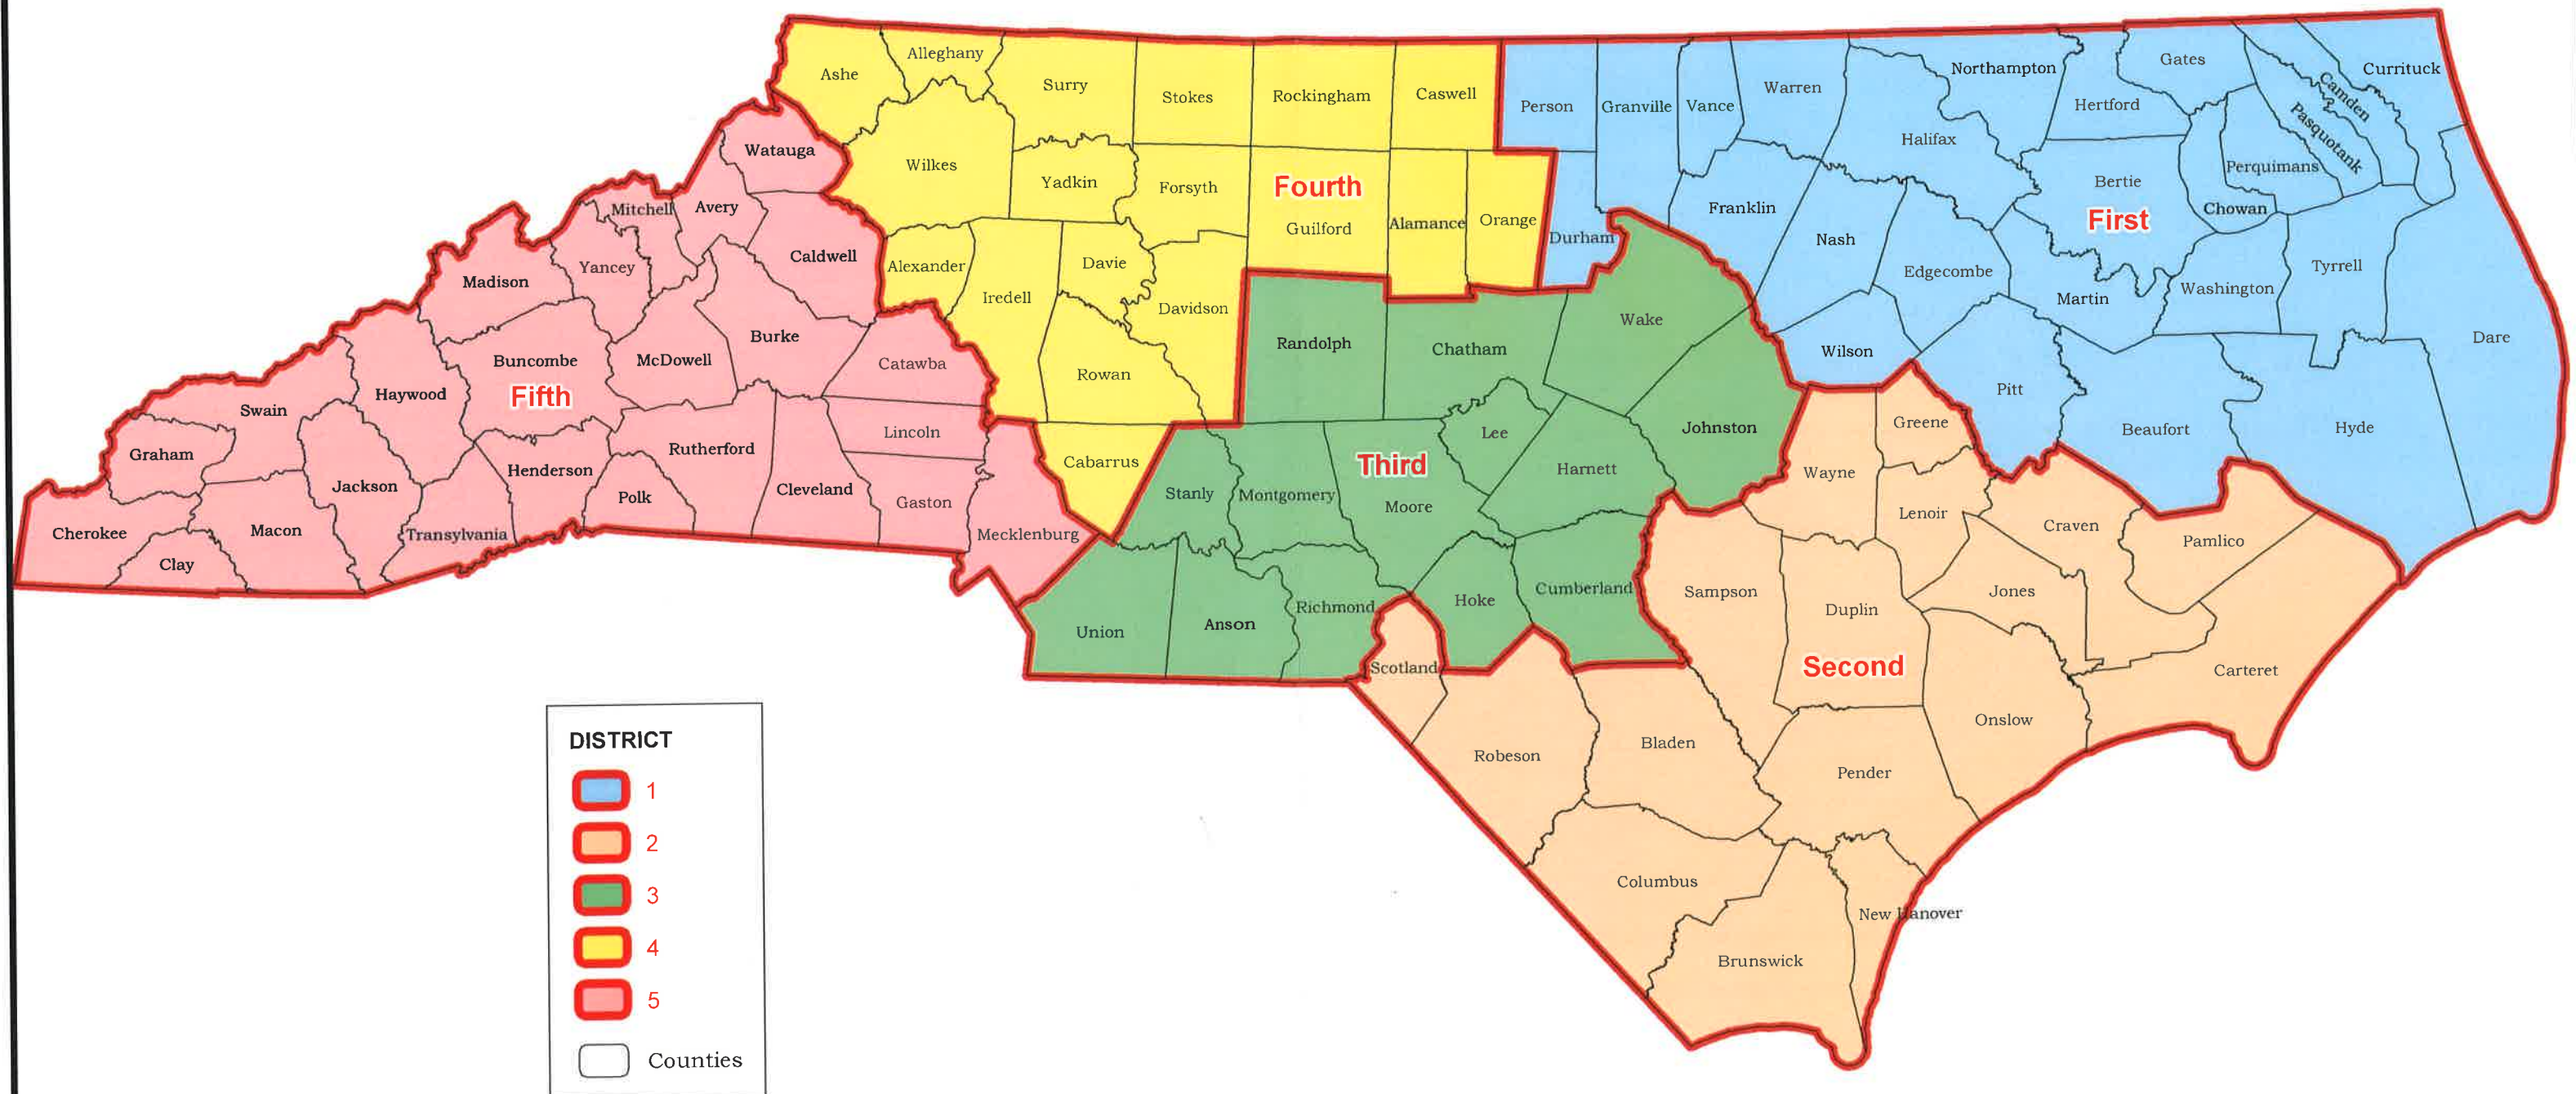 Ashe
Alleghany
Surry
Stokes
Rockingham
Caswell
Person
Granville
Vance
Warren
Northampton
Gates
Currituck
Camden
Pasquotank
Hertford
Halifax
Perquimans
Watauga
Wilkes
Yadkin
Forsyth
Fourth
Guilford
Alamance
Orange
Durham
Franklin
Nash
Bertie
First
Chowan
Mitchell
Avery
Caldwell
Alexander
Iredell
Davie
Davidson
Edgecombe
Martin
Washington
Tyrrell
Dare
Madison
Yancey
Burke
Rowan
Randolph
Chatham
Wake
Wilson
Pitt
Buncombe
Fifth
McDowell
Catawba
Haywood
Swain
Lincoln
Cabarrus
Lee
Third
Johnston
Greene
Beaufort
Hyde
Graham
Rutherford
Henderson
Jackson
Polk
Cleveland
Gaston
Stanly
Montgomery
Moore
Harnett
Wayne
Lenoir
Craven
Pamlico
Cherokee
Macon
Transylvania
Clay
Mecklenburg
Union
Anson
Richmond
Hoke
Cumberland
Sampson
Duplin
Jones
Second
Scotland
Carteret
Onslow
Robeson
Bladen
Pender
Columbus
New Hanover
Brunswick
DISTRICT
1
2
3
4
5
Counties